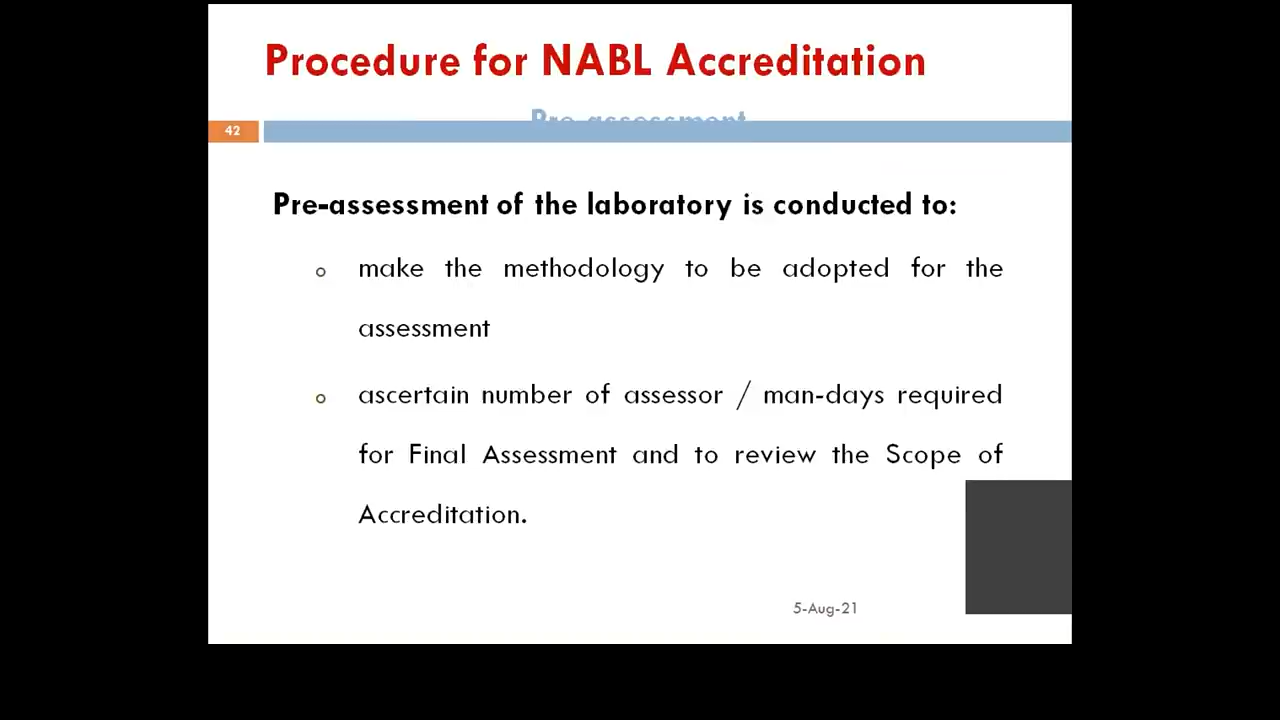 Procedure for NABL Accreditation
Pre-assessment
42
Pre-assessment of the laboratory is conducted to:
make the methodology to be adopted for the
assessment
ascertain number of assessor / man-days required
for Final Assessment and to review the Scope of
Accreditation.
5-Aug-21